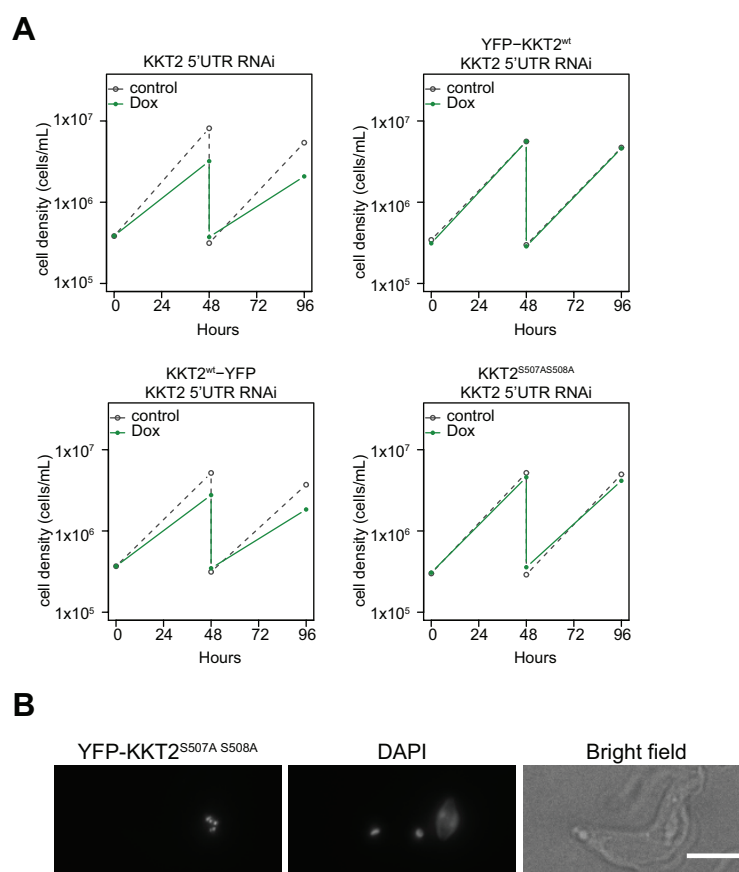 A
KKT2 5'UTR RNAi
control
Dox
cell density (cells/mL)
1x10⁷
1x10⁶
1x10⁵
0 24 48 72 96
Hours
YFP−KKT2ʷᵗ
KKT2 5'UTR RNAi
control
Dox
cell density (cells/mL)
1x10⁷
1x10⁶
1x10⁵
0 24 48 72 96
Hours
KKT2ʷᵗ−YFP
KKT2 5'UTR RNAi
control
Dox
cell density (cells/mL)
1x10⁷
1x10⁶
1x10⁵
0 24 48 72 96
Hours
KKT2S507AS508A
KKT2 5'UTR RNAi
control
Dox
cell density (cells/mL)
1x10⁷
1x10⁶
1x10⁵
0 24 48 72 96
Hours
B
YFP-KKT2S507A S508A
DAPI
Bright field